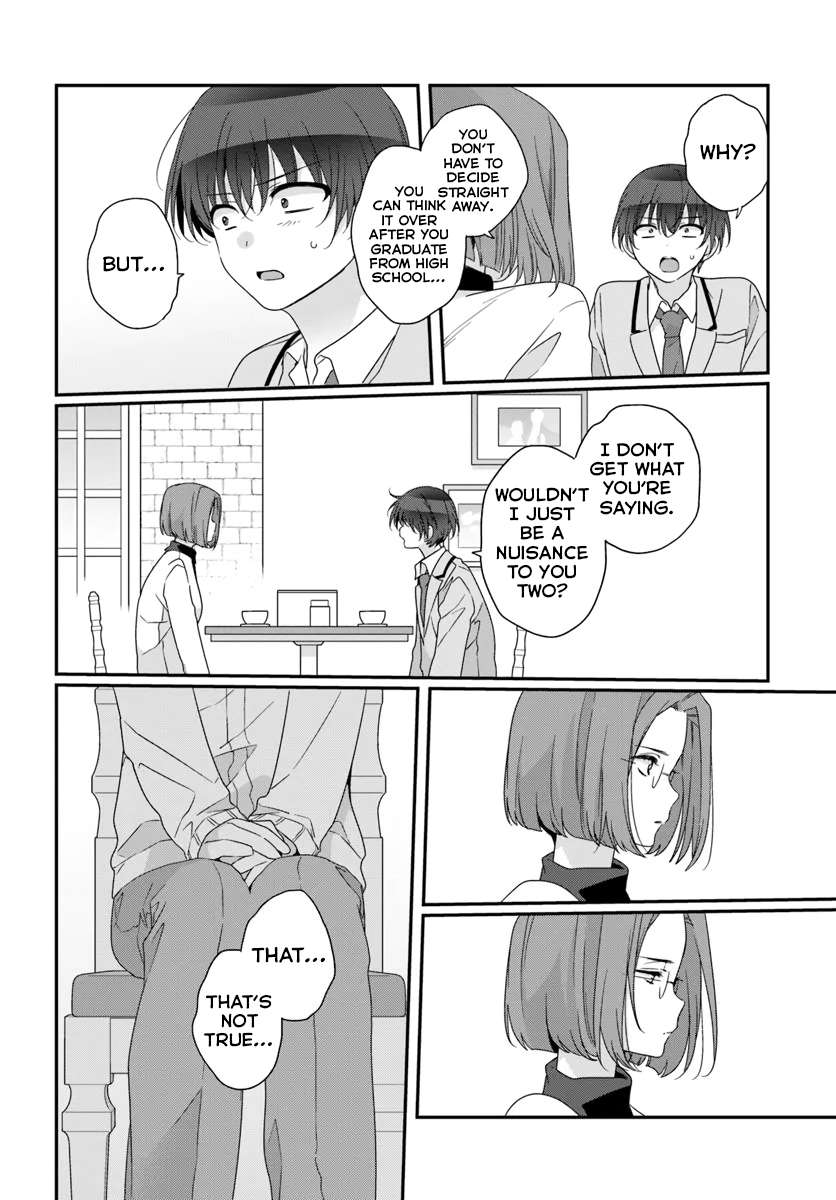 WHY?
YOU
DON'T
HAVE TO
DECIDE
STRAIGHT
AWAY.
YOU
CAN THINK
IT OVER
AFTER YOU
GRADUATE
FROM HIGH
SCHOOL...
BUT...
I DON'T
GET WHAT
YOU'RE
SAYING.
WOULDN'T
I JUST
BE A
NUISANCE
TO YOU
TWO?
THAT...
THAT'S
NOT
TRUE...